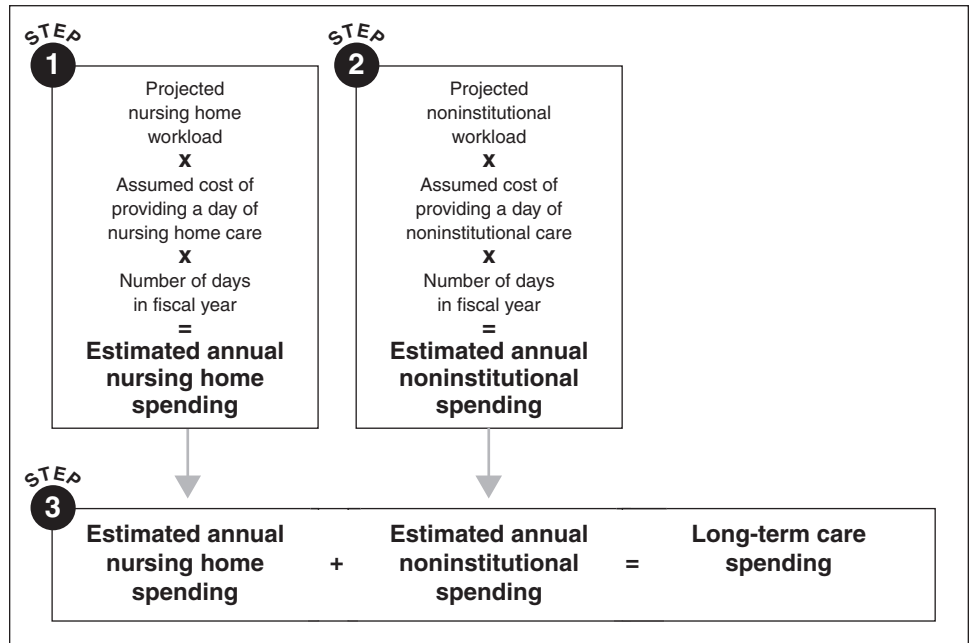 STEP
1
Projected
nursing home
workload
x
Assumed cost of
providing a day of
nursing home care
x
Number of days
in fiscal year
=
Estimated annual
nursing home
spending
STEP
2
Projected
noninstitutional
workload
x
Assumed cost of
providing a day of
noninstitutional care
x
Number of days
in fiscal year
=
Estimated annual
noninstitutional
spending
STEP
3
Estimated annual
nursing home
spending
+
Estimated annual
noninstitutional
spending
=
Long-term care
spending